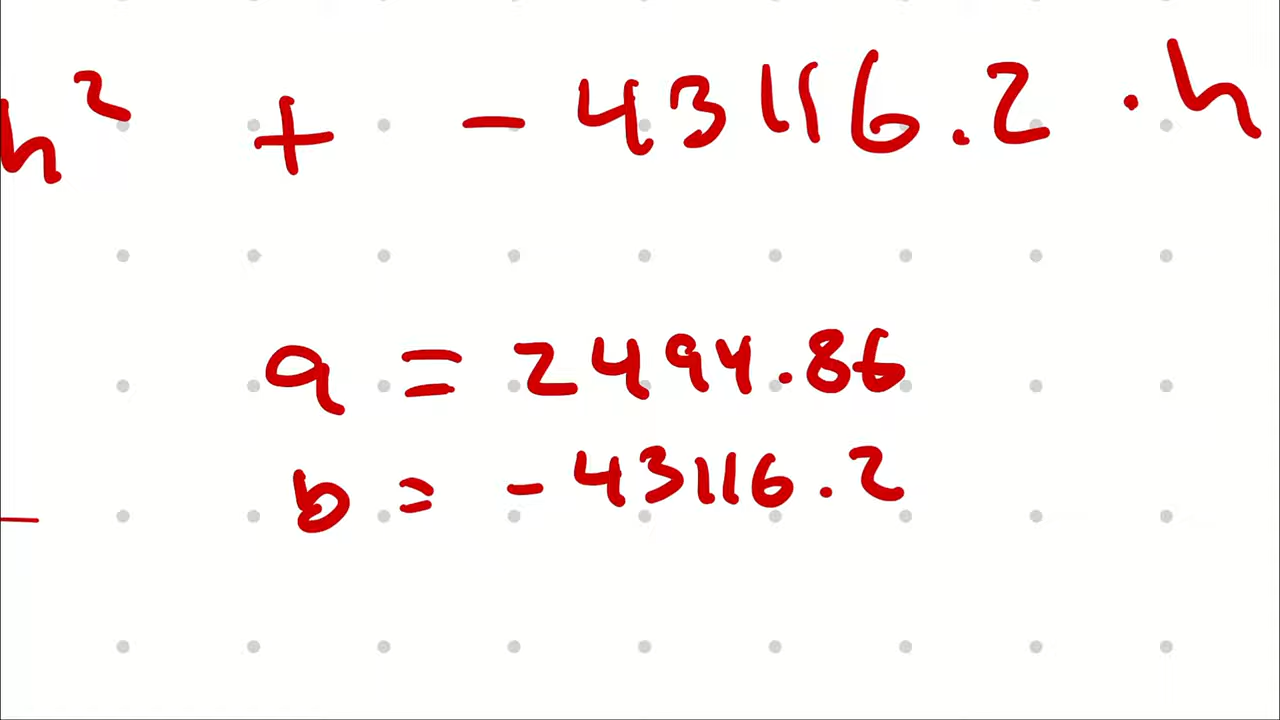 h² + - 43116.2 · h
a = 2494.86
b = - 43116.2